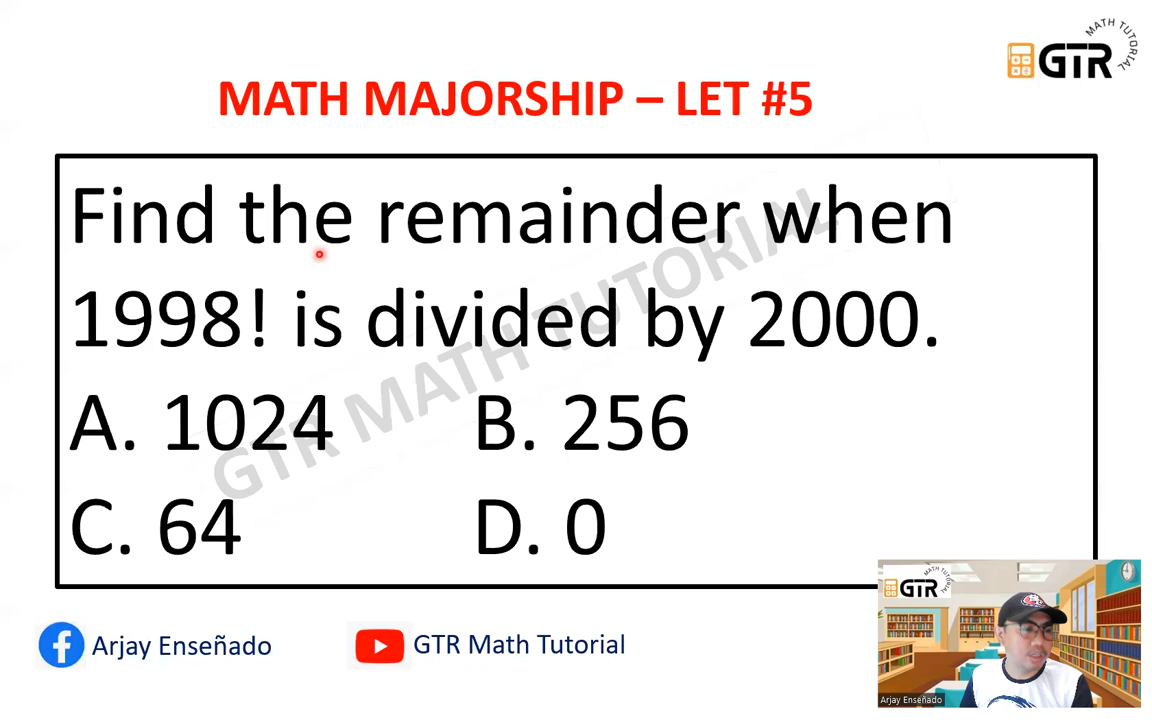 MATH TUTORIAL
GTR
MATH MAJORSHIP – LET #5
Find the remainder when
1998! is divided by 2000.
A. 1024 B. 256
C. 64 D. 0
GTR MATH TUTORIAL
Arjay Enseñado
GTR Math Tutorial
MATH TUTORIAL
GTR
Arjay Enseñado